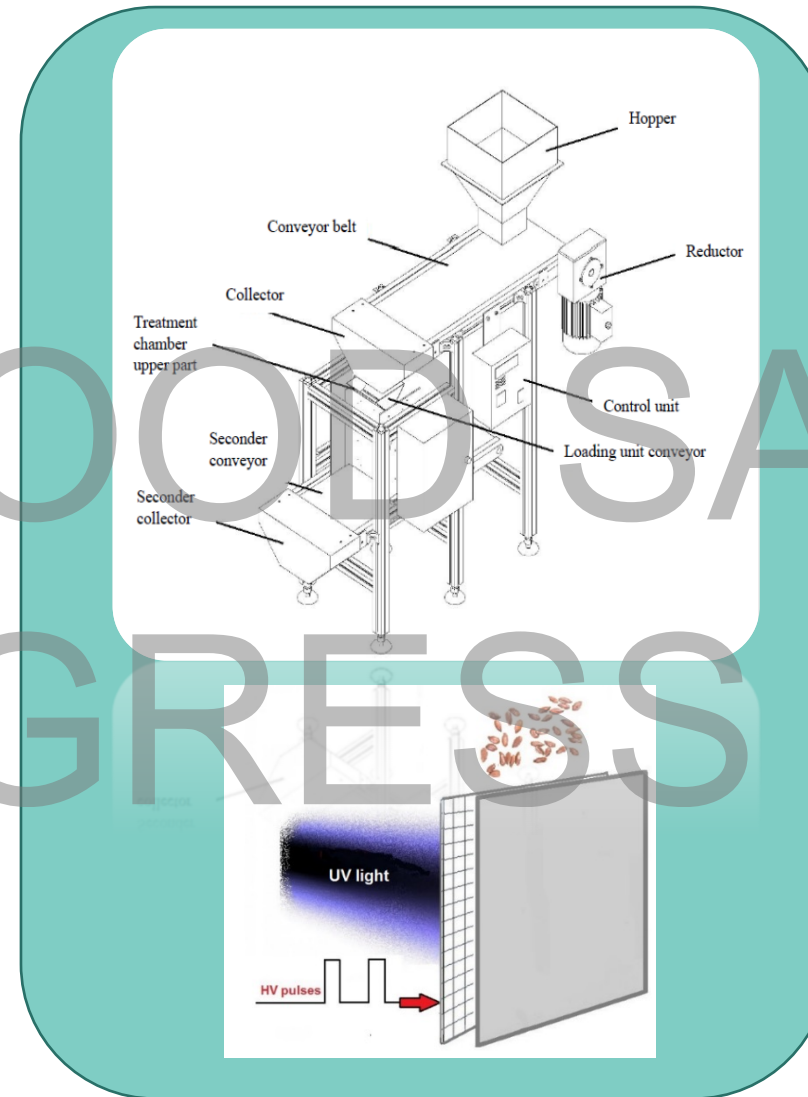 Hopper
Conveyor belt
Reductor
Collector
Treatment
chamber
upper part
Control unit
Seconder
conveyor
Loading unit conveyor
Seconder
collector
OOD SA
GRESS
UV light
HV pulses